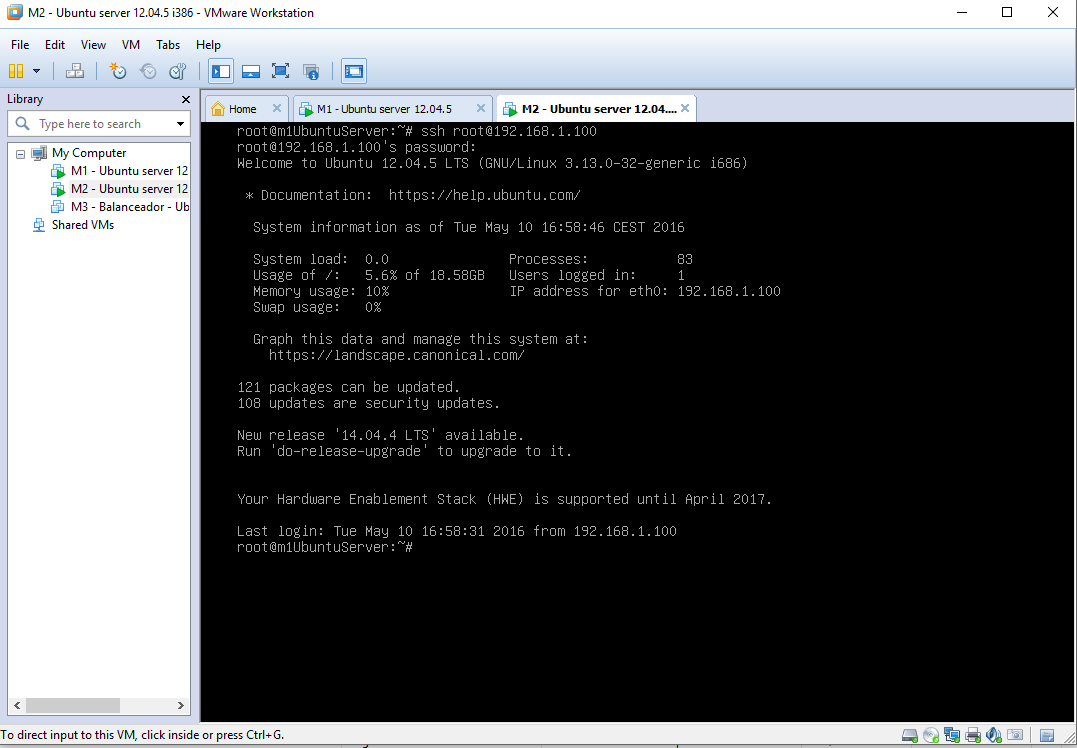 M2 - Ubuntu server 12.04.5 i386 - VMware Workstation
File Edit View VM Tabs Help
Library
Type here to search
My Computer
M1 - Ubuntu server 12
M2 - Ubuntu server 12
M3 - Balanceador - Ub
Shared VMs
Home M1 - Ubuntu server 12.04.5 M2 - Ubuntu server 12.04....
root@m1UbuntuServer:~# ssh root@192.168.1.100
root@192.168.1.100's password:
Welcome to Ubuntu 12.04.5 LTS (GNU/Linux 3.13.0-32-generic i686)
* Documentation: https://help.ubuntu.com/
System information as of Tue May 10 16:58:46 CEST 2016
System load: 0.0 Processes: 83
Usage of /: 5.6% of 18.58GB Users logged in: 1
Memory usage: 10% IP address for eth0: 192.168.1.100
Swap usage: 0%
Graph this data and manage this system at:
https://landscape.canonical.com/
121 packages can be updated.
108 updates are security updates.
New release '14.04.4 LTS' available.
Run 'do-release-upgrade' to upgrade to it.
Your Hardware Enablement Stack (HWE) is supported until April 2017.
Last login: Tue May 10 16:58:31 2016 from 192.168.1.100
root@m1UbuntuServer:~#
To direct input to this VM, click inside or press Ctrl+G.